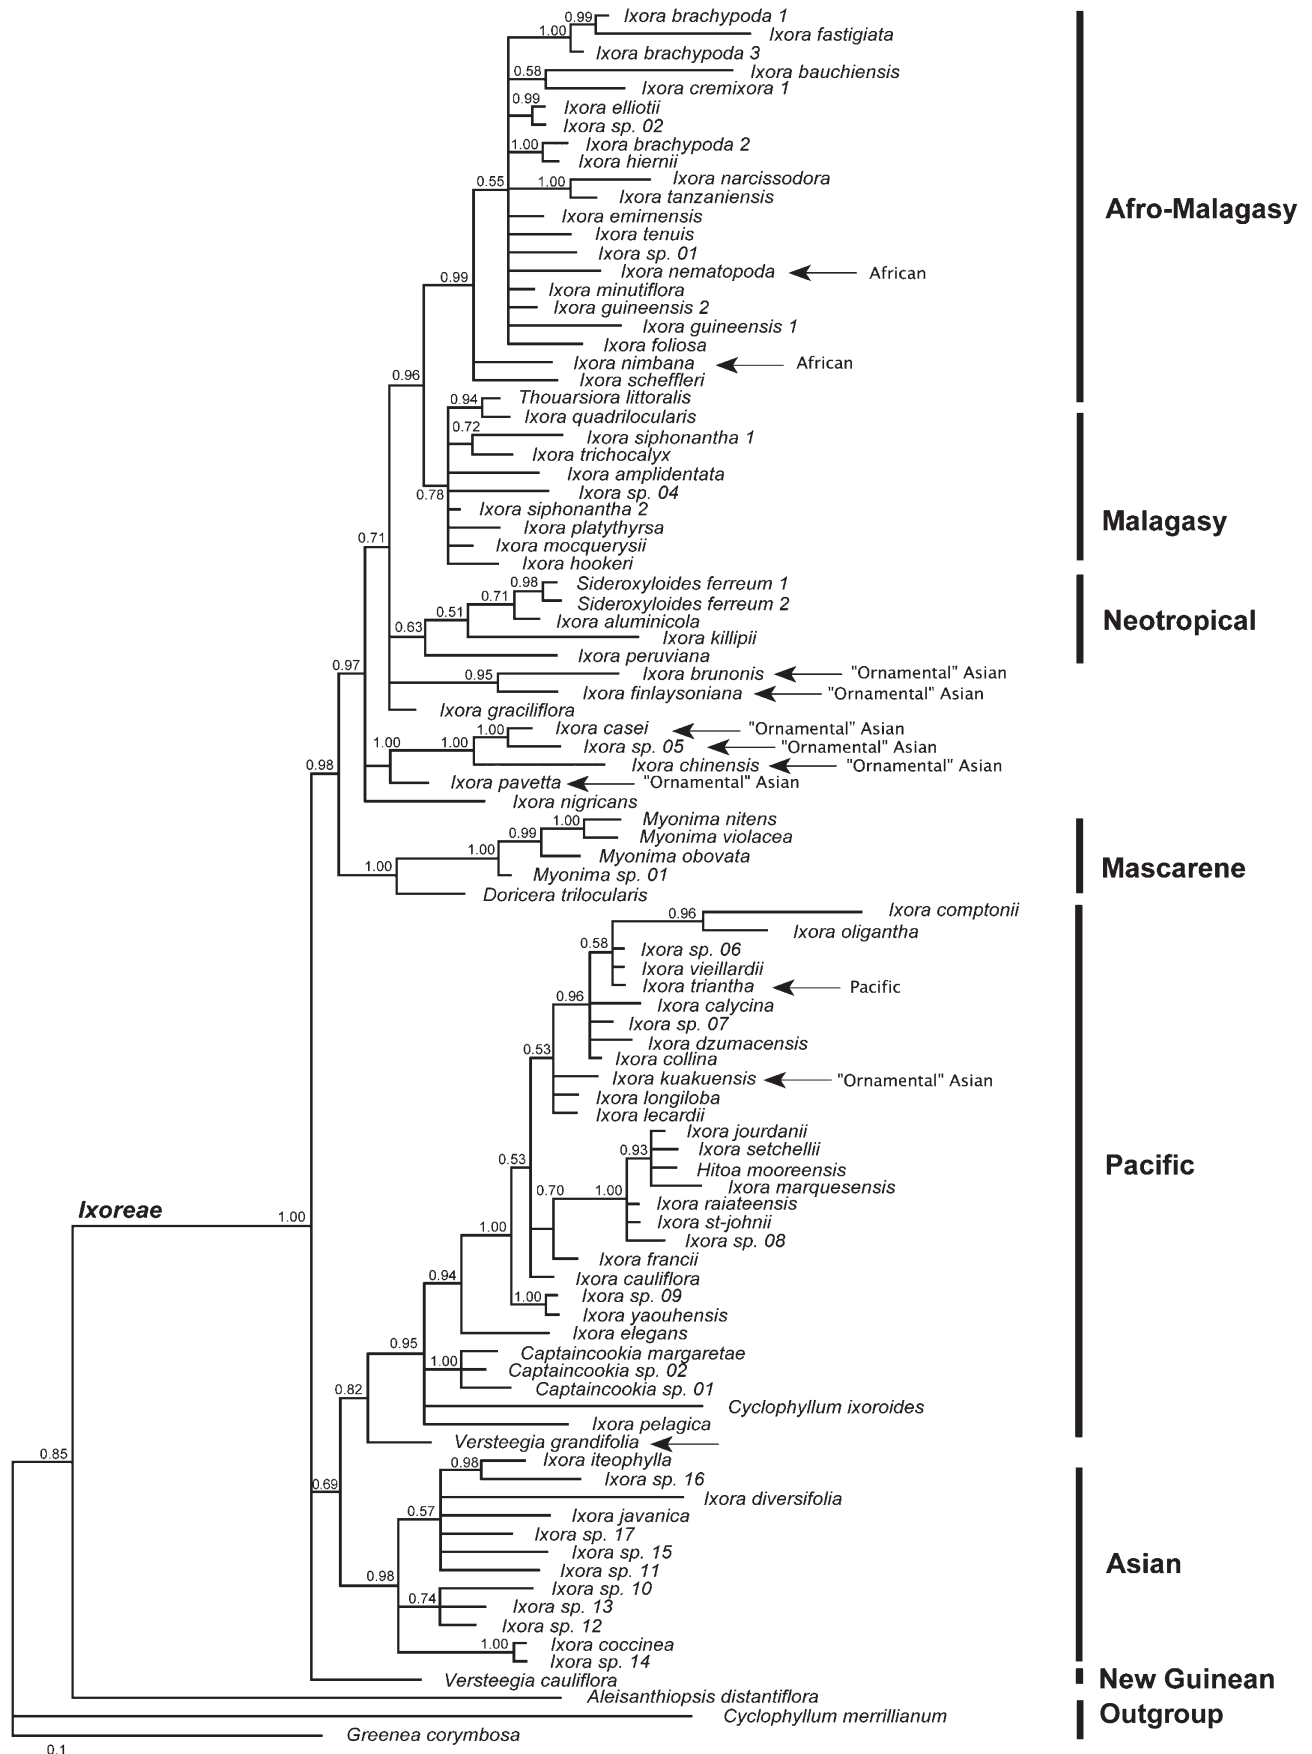 0.99 Ixora brachypoda 1
1.00 Ixora fastigiata
Ixora brachypoda 3
0.58 Ixora bauchiensis
Ixora cremixora 1
0.99 Ixora elliotii
Ixora sp. 02
1.00 Ixora brachypoda 2
Ixora hiernii
0.55 1.00 Ixora narcissodora
Ixora tanzaniensis
Afro-Malagasy
Ixora emirnensis
Ixora tenuis
Ixora sp. 01
0.99 Ixora nematopoda African
Ixora minutiflora
Ixora guineensis 2
Ixora guineensis 1
Ixora foliosa
Ixora nimbana African
0.96 Ixora scheffleri
0.94 Thouarsiora littoralis
Ixora quadrilocularis
0.72 Ixora siphonantha 1
Ixora trichocalyx
Ixora amplidentata
0.78 Ixora sp. 04
Ixora siphonantha 2
Malagasy
Ixora platythyrsa
0.71 Ixora mocquerysii
Ixora hookeri
0.98 Sideroxyloides ferreum 1
0.71 Sideroxyloides ferreum 2
0.51 Ixora aluminicola
Neotropical
0.63 Ixora killipii
Ixora peruviana
0.97 0.95 Ixora brunonis "Ornamental" Asian
Ixora finlaysoniana "Ornamental" Asian
Ixora graciliflora
1.00 Ixora casei "Ornamental" Asian
1.00 1.00 Ixora sp. 05 "Ornamental" Asian
0.98 Ixora chinensis "Ornamental" Asian
Ixora pavetta "Ornamental" Asian
Ixora nigricans
1.00 Myonima nitens
0.99 Myonima violacea
1.00 Myonima obovata
1.00 Myonima sp. 01
Mascarene
Doricera trilocularis
0.96 Ixora comptonii
Ixora oligantha
0.58 Ixora sp. 06
Ixora vieillardii
Ixora triantha Pacific
0.96 Ixora calycina
Ixora sp. 07
Ixora dzumacensis
0.53 Ixora collina
Ixora kuakuensis "Ornamental" Asian
Ixora longiloba
Ixora lecardii
Ixora jourdanii
0.93 Ixora setchellii
0.53 Hitoa mooreensis
Pacific
0.70 1.00 Ixora marquesensis
Ixora raiateensis
Ixoreae 1.00 Ixora st-johnii
1.00 Ixora sp. 08
Ixora francii
0.94 Ixora cauliflora
1.00 Ixora sp. 09
Ixora yaouhensis
Ixora elegans
0.95 Captaincookia margaretae
1.00 Captaincookia sp. 02
0.82 Captaincookia sp. 01
Cyclophyllum ixoroides
Ixora pelagica
0.85 Versteegia grandifolia
0.98 Ixora iteophylla
0.69 Ixora sp. 16
Ixora diversifolia
0.57 Ixora javanica
Ixora sp. 17
Ixora sp. 15
Asian
0.98 Ixora sp. 11
Ixora sp. 10
0.74 Ixora sp. 13
Ixora sp. 12
1.00 Ixora coccinea
Ixora sp. 14
Versteegia cauliflora New Guinean
Aleisanthiopsis distantiflora
Cyclophyllum merrillianum Outgroup
Greenea corymbosa
0.1